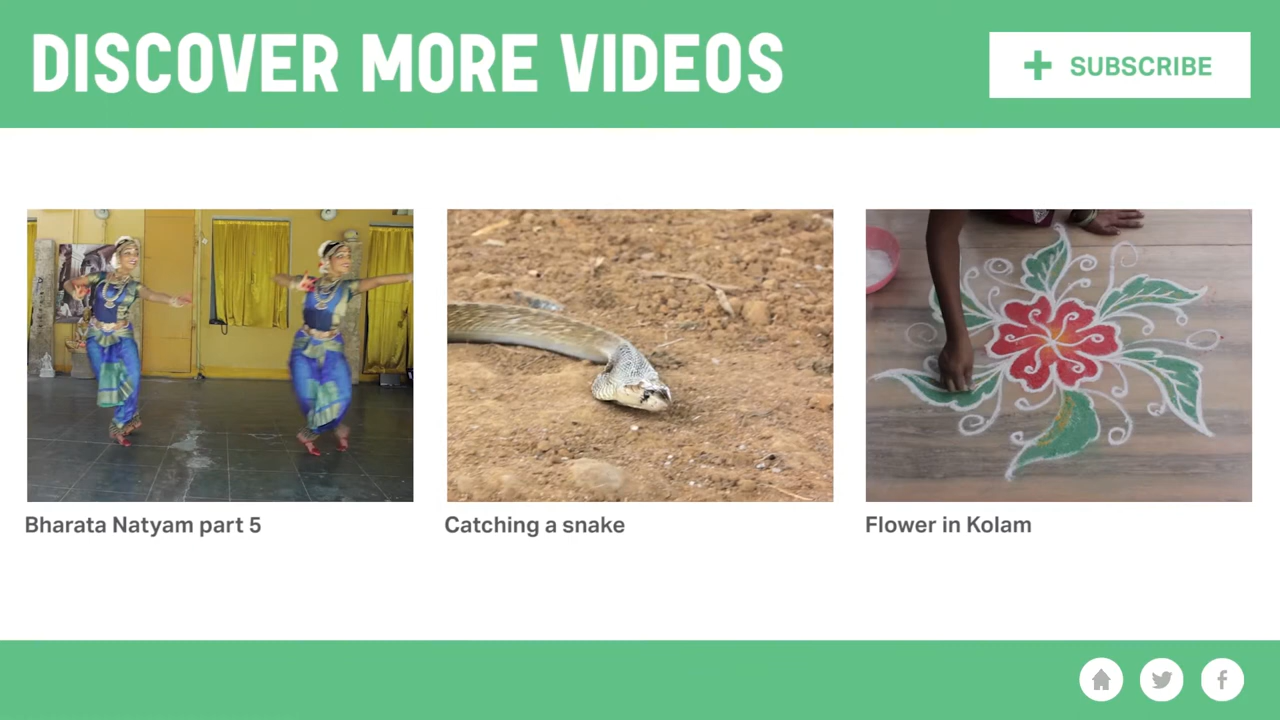 DISCOVER MORE VIDEOS
SUBSCRIBE
Bharata Natyam part 5
Catching a snake
Flower in Kolam